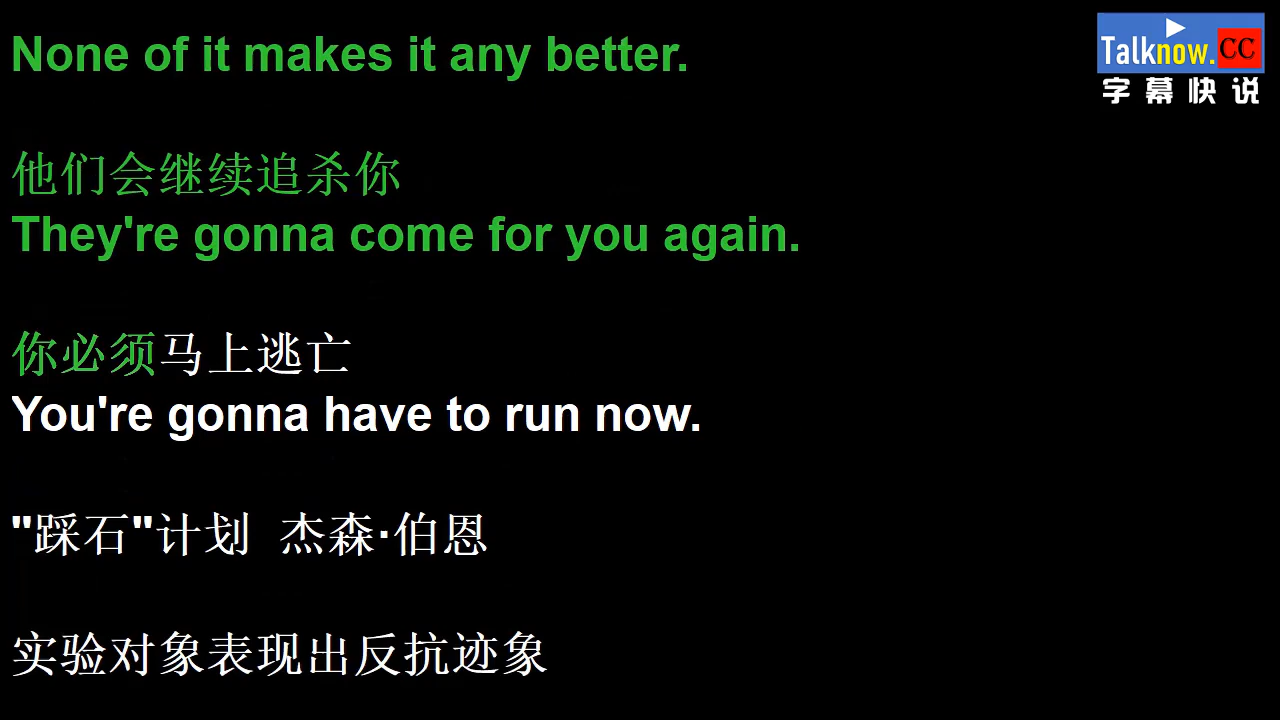 None of it makes it any better.
Talknow.CC
字幕快说
他们会继续追杀你
They're gonna come for you again.
你必须马上逃亡
You're gonna have to run now.
"踩石"计划 杰森·伯恩
实验对象表现出反抗迹象